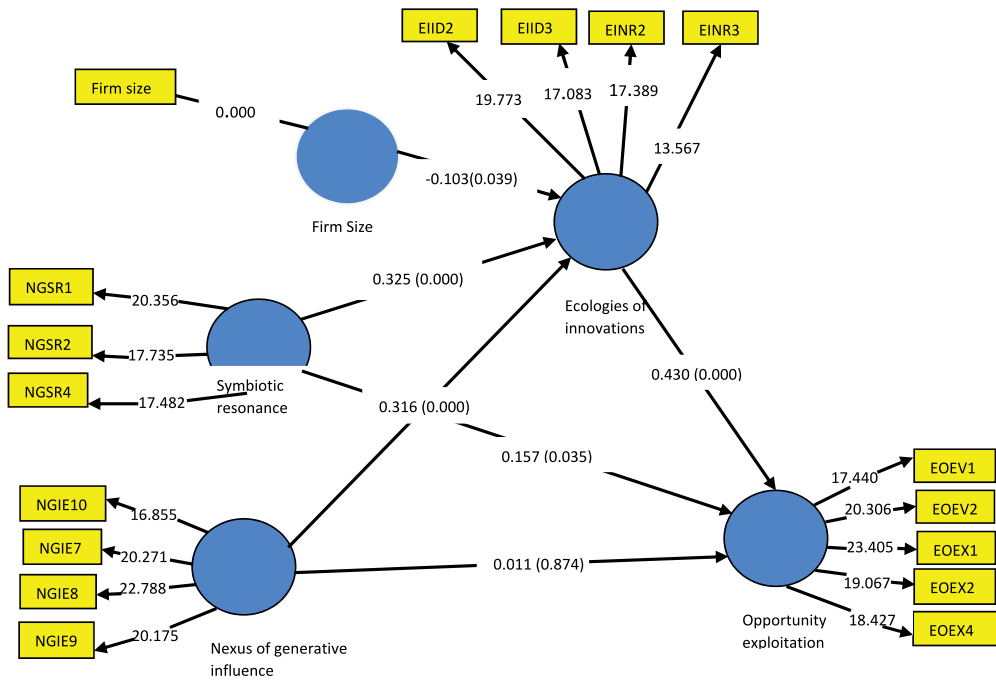 EIID2
EIID3
EINR2
EINR3
Firm size
0.000
19.773
17.083
17.389
13.567
-0.103(0.039)
Firm Size
NGSR1
20.356
0.325 (0.000)
Ecologies of
innovations
NGSR2
17.735
NGSR4
17.482
Symbiotic
resonance
0.316 (0.000)
0.430 (0.000)
0.157 (0.035)
NGIE10
16.855
NGIE7
20.271
NGIE8
22.788
NGIE9
20.175
0.011 (0.874)
Nexus of generative
influence
17.440
EOEV1
20.306
EOEV2
23.405
EOEX1
19.067
EOEX2
18.427
EOEX4
Opportunity
exploitation